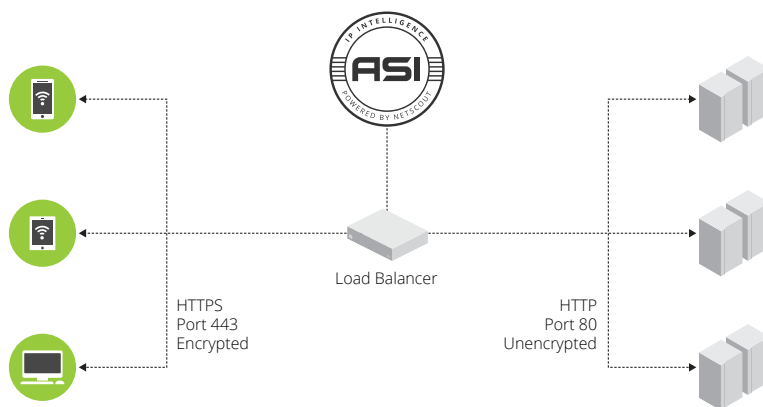 IP INTELLIGENCE
ASI
POWERED BY NETSCOUT
Load Balancer
HTTPS
Port 443
Encrypted
HTTP
Port 80
Unencrypted